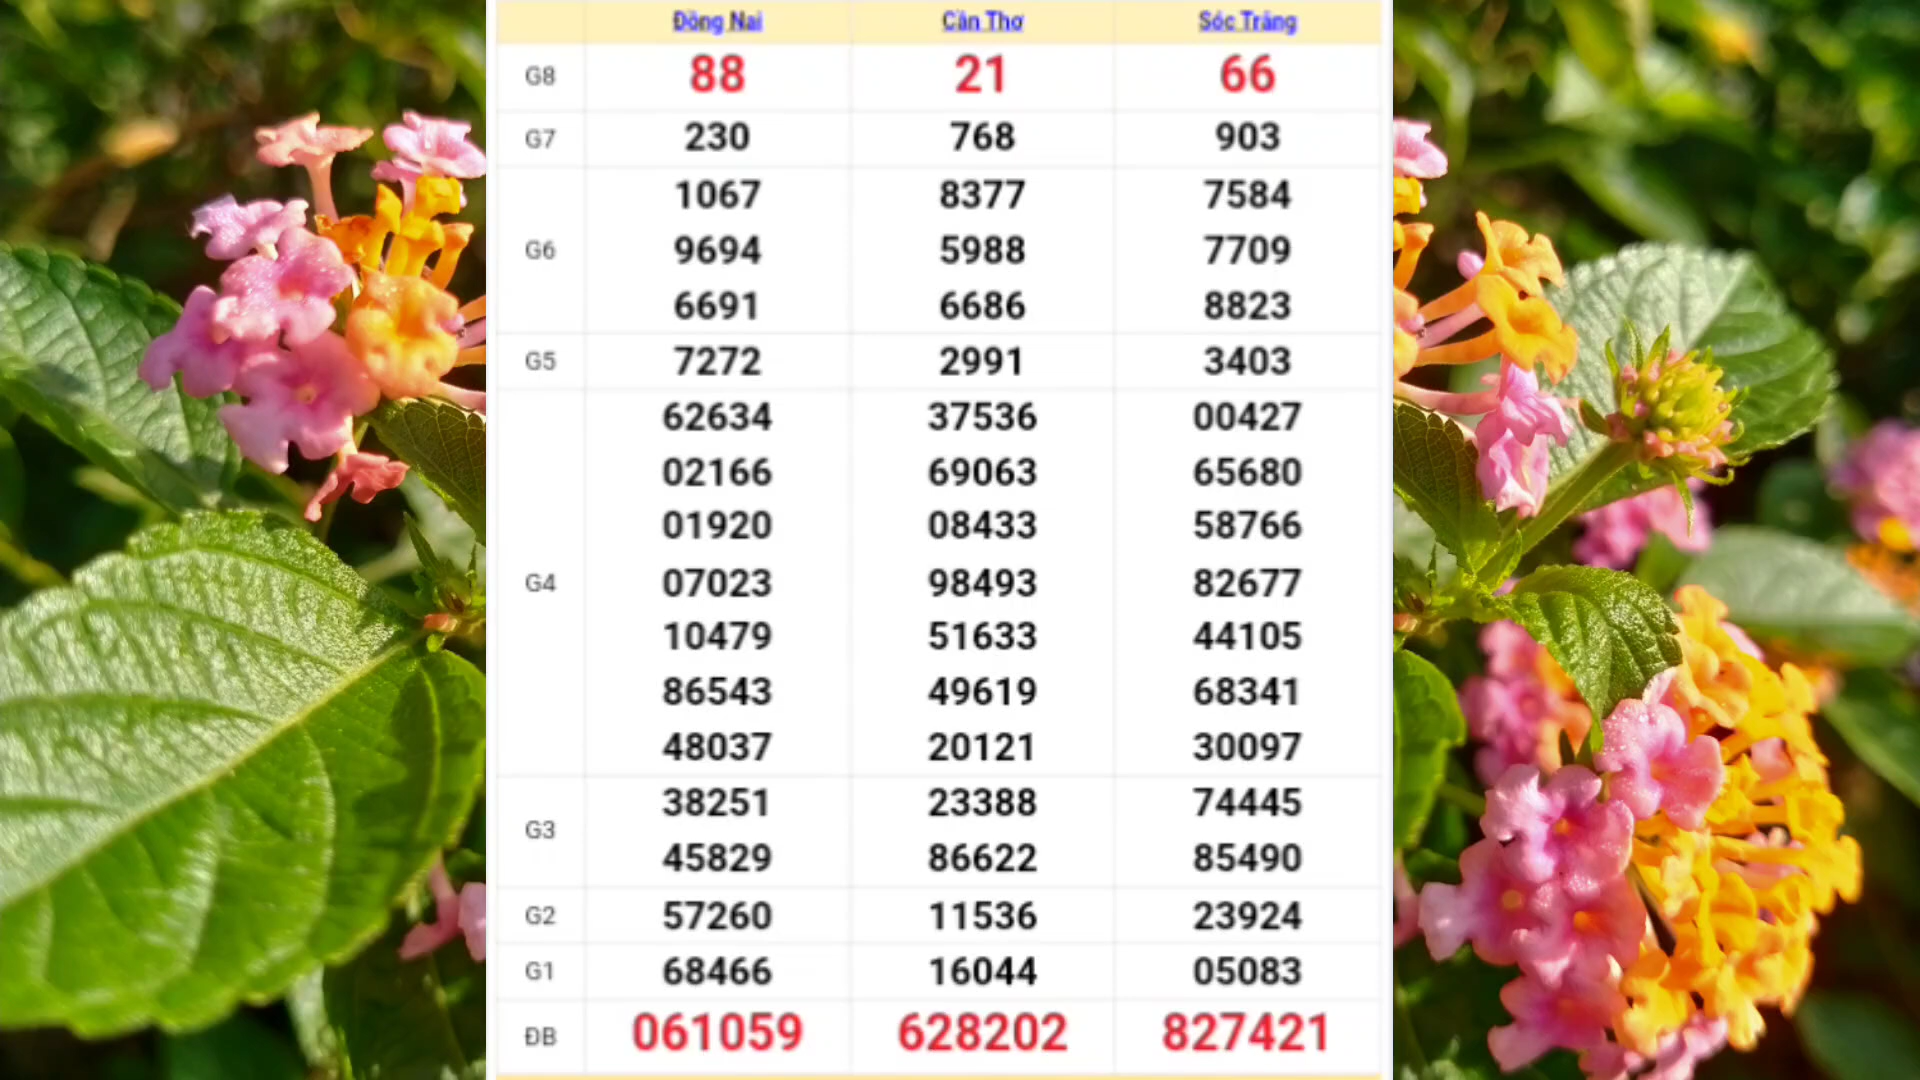 Đồng Nai Cần Thơ Sóc Trăng
G8 88 21 66
G7 230 768 903
1067 8377 7584
G6 9694 5988 7709
6691 6686 8823
G5 7272 2991 3403
62634 37536 00427
02166 69063 65680
01920 08433 58766
G4 07023 98493 82677
10479 51633 44105
86543 49619 68341
48037 20121 30097
G3 38251 23388 74445
45829 86622 85490
G2 57260 11536 23924
G1 68466 16044 05083
ĐB 061059 628202 827421